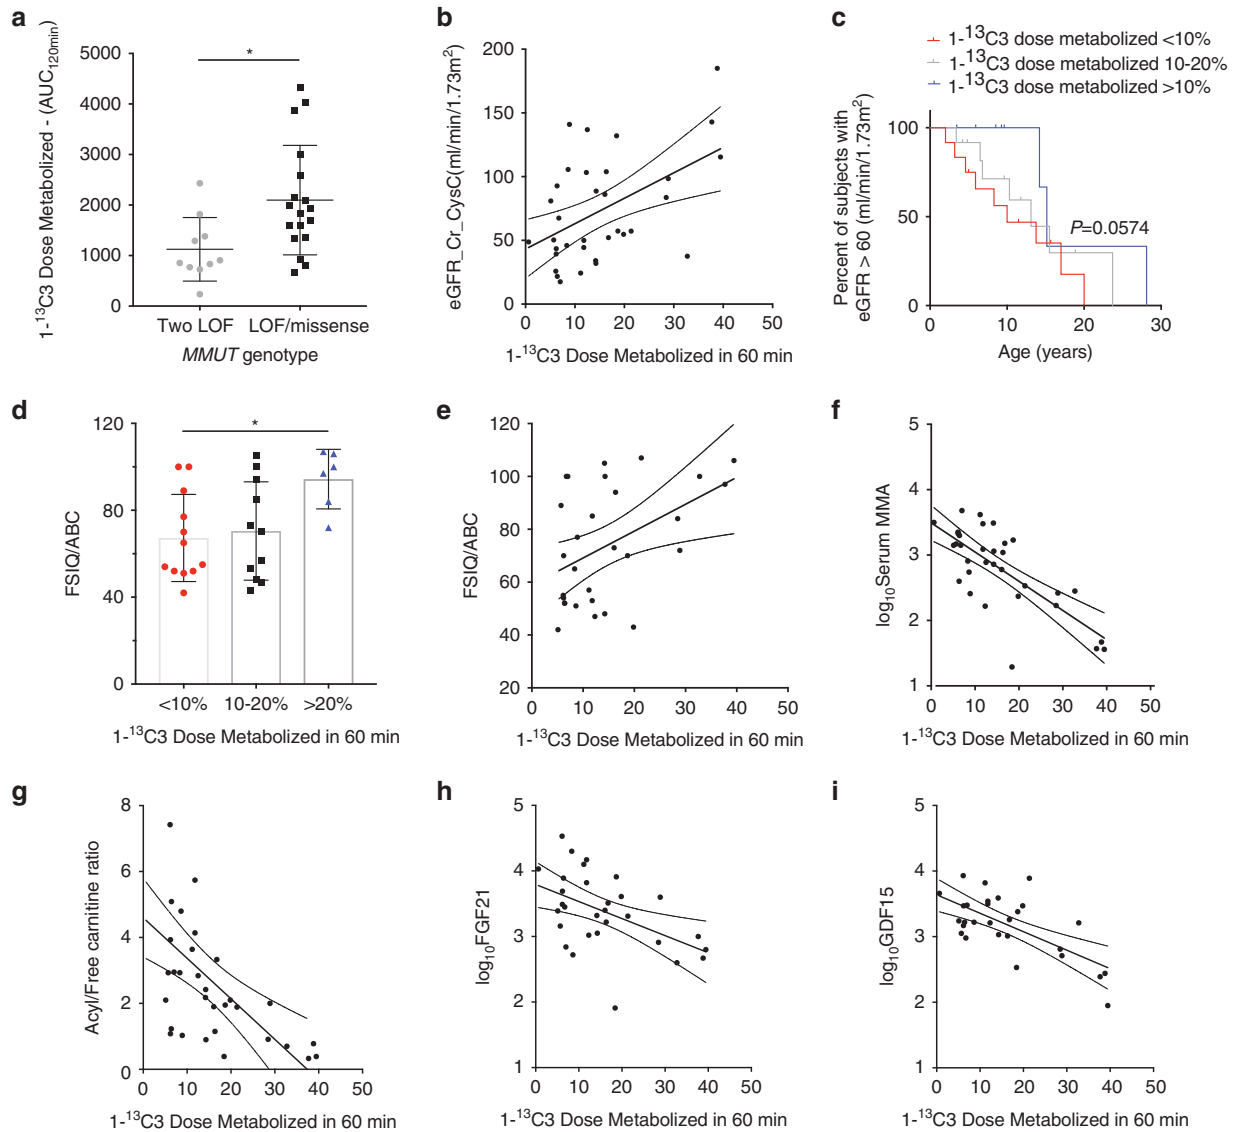 a
1-¹³C3 Dose Metabolized - (AUC₁₂₀min)
5000
4000
3000
2000
1000
0
*
Two LOF LOF/missense
MMUT genotype
b
eGFR_Cr_CysC(ml/min/1.73m²)
200
150
100
50
0
0 10 20 30 40 50
1-¹³C3 Dose Metabolized in 60 min
c
1-¹³C3 dose metabolized <10%
1-¹³C3 dose metabolized 10-20%
1-¹³C3 dose metabolized >10%
Percent of subjects with
eGFR > 60 (ml/min/1.73m²)
100
50
0
P=0.0574
0 10 20 30
Age (years)
d
FSIQ/ABC
120
80
60
40
0
*
<10% 10-20% >20%
1-¹³C3 Dose Metabolized in 60 min
e
FSIQ/ABC
120
100
80
60
40
20
0 10 20 30 40 50
1-¹³C3 Dose Metabolized in 60 min
f
log₁₀Serum MMA
5
4
3
2
1
0 10 20 30 40 50
1-¹³C3 Dose Metabolized in 60 min
g
Acyl/Free carnitine ratio
8
6
4
2
0
0 10 20 30 40 50
1-¹³C3 Dose Metabolized in 60 min
h
log₁₀FGF21
5
4
3
2
1
0 10 20 30 40 50
1-¹³C3 Dose Metabolized in 60 min
i
log₁₀GDF15
5
4
3
2
1
0 10 20 30 40 50
1-¹³C3 Dose Metabolized in 60 min